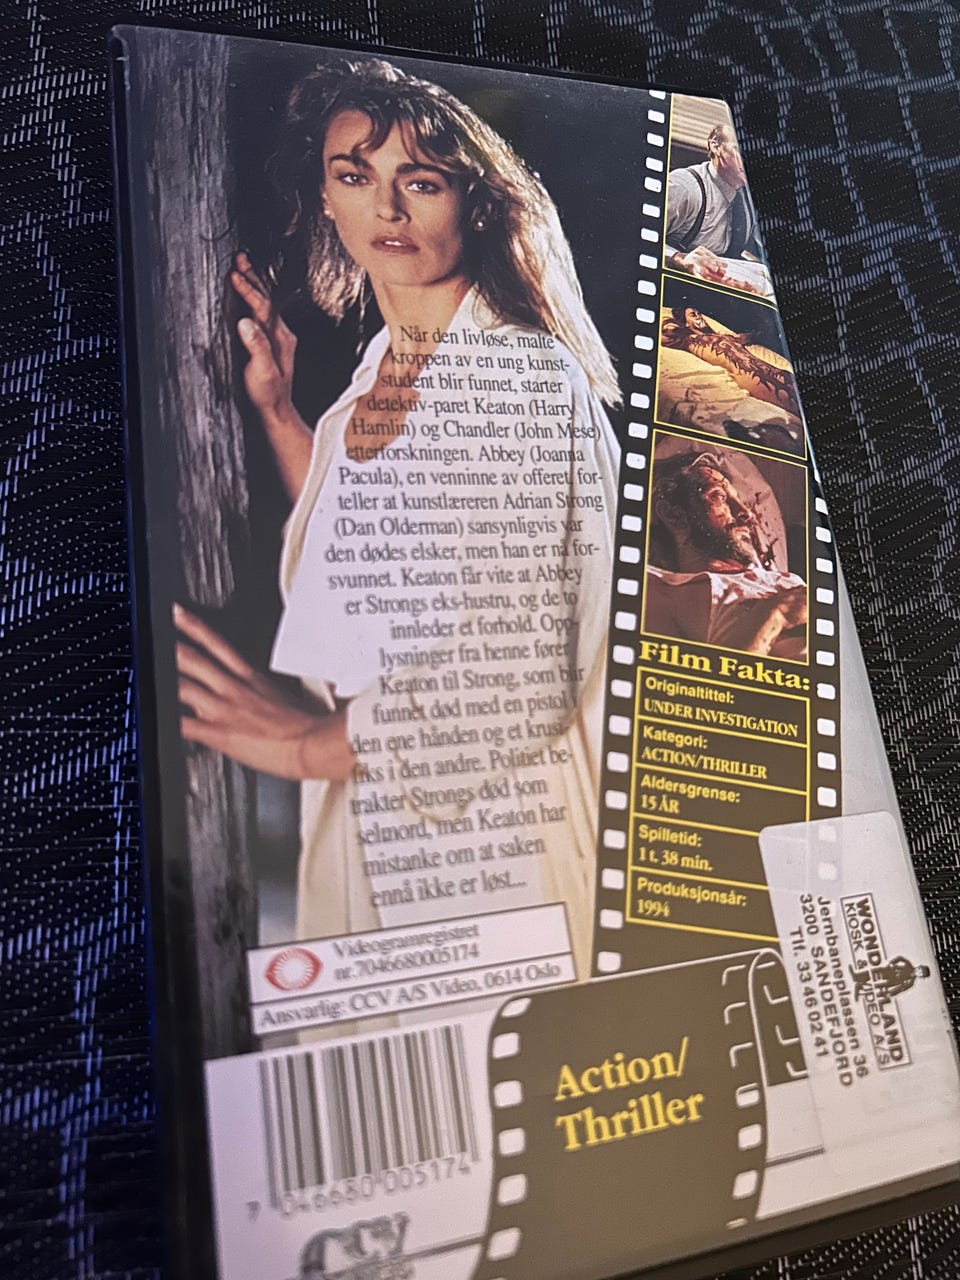 Når den livløse, malte
kroppen av en ung kunst-
student blir funnet, starter
detektiv-paret Keaton (Harry
Hamlin) og Chandler (John Mese)
etterforskningen. Abbey (Joanna
Pacula), en venninne av offeret for-
teller at kunstlæreren Adrian Strong
(Dan Olderman) sansynligvis var
den dødes elsker, men han er nå for-
svunnet. Keaton får vite at Abbey
er Strongs eks-hustru, og de to
innleder et forhold. Opp-
lysninger fra henne fører
Keaton til Strong, som blir
funnet død med en pistol i
den ene hånden og et krusi-
fiks i den andre. Politiet be-
trakter Strongs død som
selmord, men Keaton har
mistanke om at saken
ennå ikke er løst...
Film Fakta:
Originaltittel:
UNDER INVESTIGATION
Kategori:
ACTION/THRILLER
Aldersgrense:
15 ÅR
Spilletid:
1 t. 38 min.
Produksjonsår:
1994
WONDERLAND
KIOSK & VIDEO A/S
Jernbaneplassen 36
3200 SANDEFJORD
Tlf. 33 46 02 41
Videogramregistret
nr.7046680005174
Ansvarlig: CCV A/S Video, 0614 Oslo
Action/
Thriller
7 046680 005174